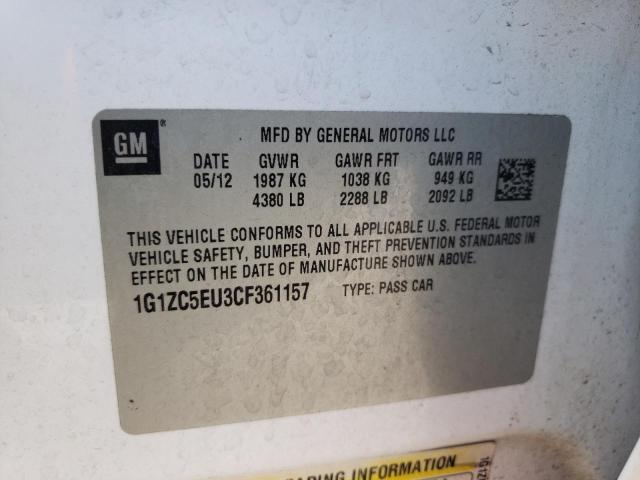 GM ®
MFD BY GENERAL MOTORS LLC
DATE GVWR GAWR FRT GAWR RR
05/12 1987 KG 1038 KG 949 KG
4380 LB 2288 LB 2092 LB
THIS VEHICLE CONFORMS TO ALL APPLICABLE U.S. FEDERAL MOTOR
VEHICLE SAFETY, BUMPER, AND THEFT PREVENTION STANDARDS IN
EFFECT ON THE DATE OF MANUFACTURE SHOWN ABOVE.
1G1ZC5EU3CF361157 TYPE: PASS CAR
INFORMATION